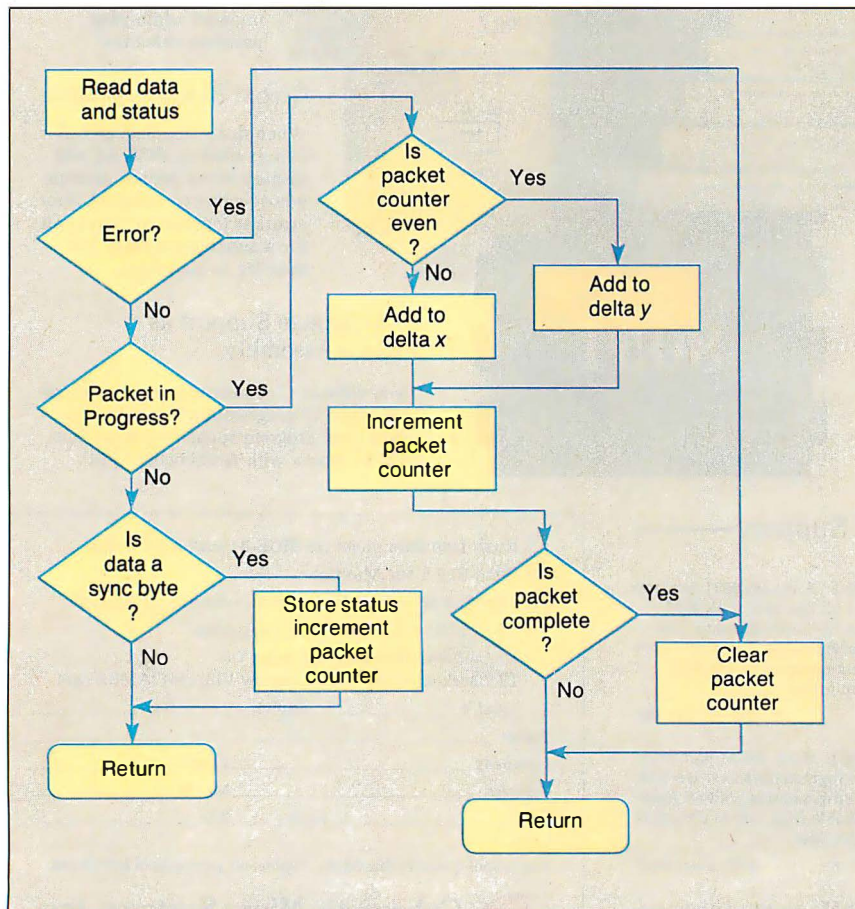 Read data
and status
Error?
Yes
No
Packet in
Progress?
Yes
No
Is
data a
sync byte
?
Yes
No
Store status
increment
packet
counter
Return
Is
packet
counter
even
?
Yes
No
Add to
delta x
Add to
delta y
Increment
packet
counter
Is
packet
complete
?
Yes
No
Clear
packet
counter
Return